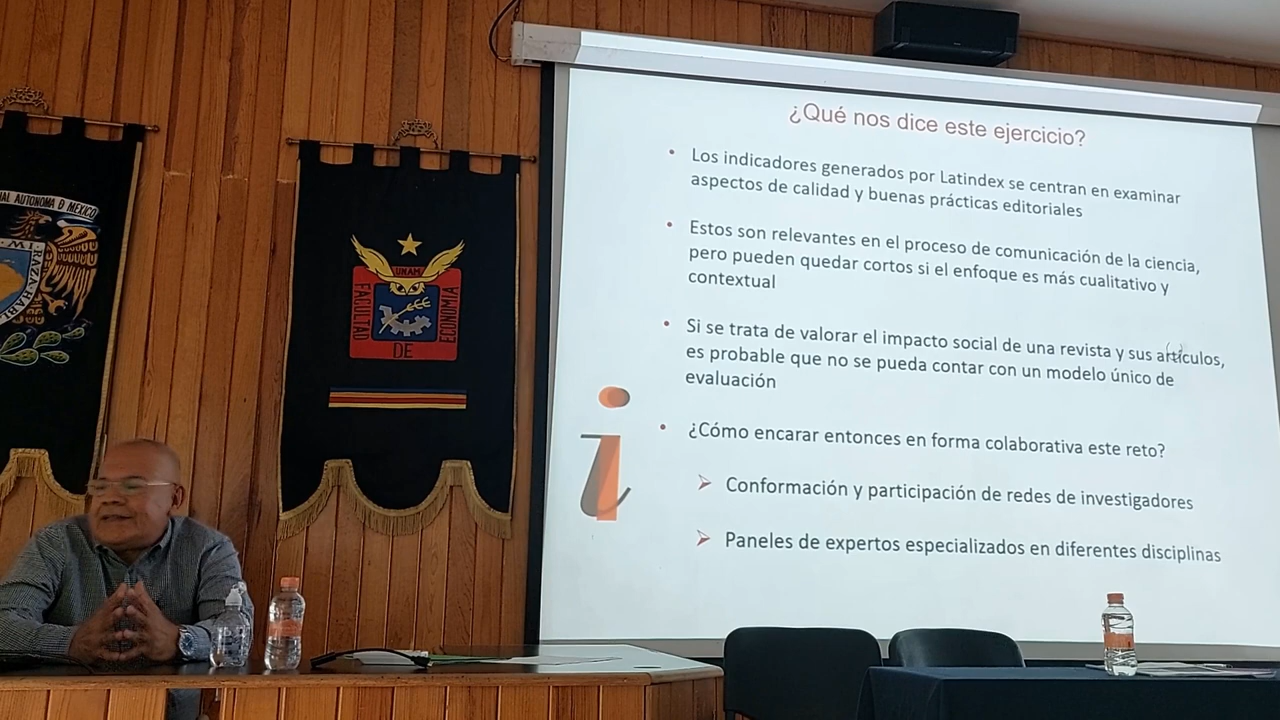 ¿Qué nos dice este ejercicio?
• Los indicadores generados por Latindex se centran en examinar
aspectos de calidad y buenas prácticas editoriales
• Estos son relevantes en el proceso de comunicación de la ciencia,
pero pueden quedar cortos si el enfoque es más cualitativo y
contextual
• Si se trata de valorar el impacto social de una revista y sus artículos,
es probable que no se pueda contar con un modelo único de
evaluación
• ¿Cómo encarar entonces en forma colaborativa este reto?
➢ Conformación y participación de redes de investigadores
➢ Paneles de expertos especializados en diferentes disciplinas
i
AUTONOMA D MEXICO
UNAM
FACULTAD
DE
ECONOMIA